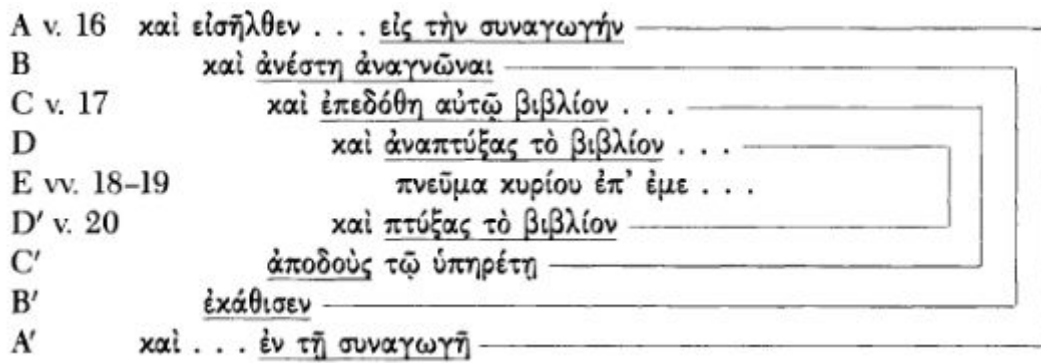 A v. 16 καὶ εἰσῆλθεν . . . εἰς τὴν συναγωγήν
B καὶ ἀνέστη ἀναγνῶναι
C v. 17 καὶ ἐπεδόθη αὐτῷ βιβλίον . . .
D καὶ ἀναπτύξας τὸ βιβλίον . . .
E vv. 18–19 πνεῦμα κυρίου ἐπ’ ἐμε . . .
D′ v. 20 καὶ πτύξας τὸ βιβλίον
C′ ἀποδοὺς τῷ ὑπηρέτῃ
B′ ἐκάθισεν
A′ καὶ . . . ἐν τῇ συναγωγῇ